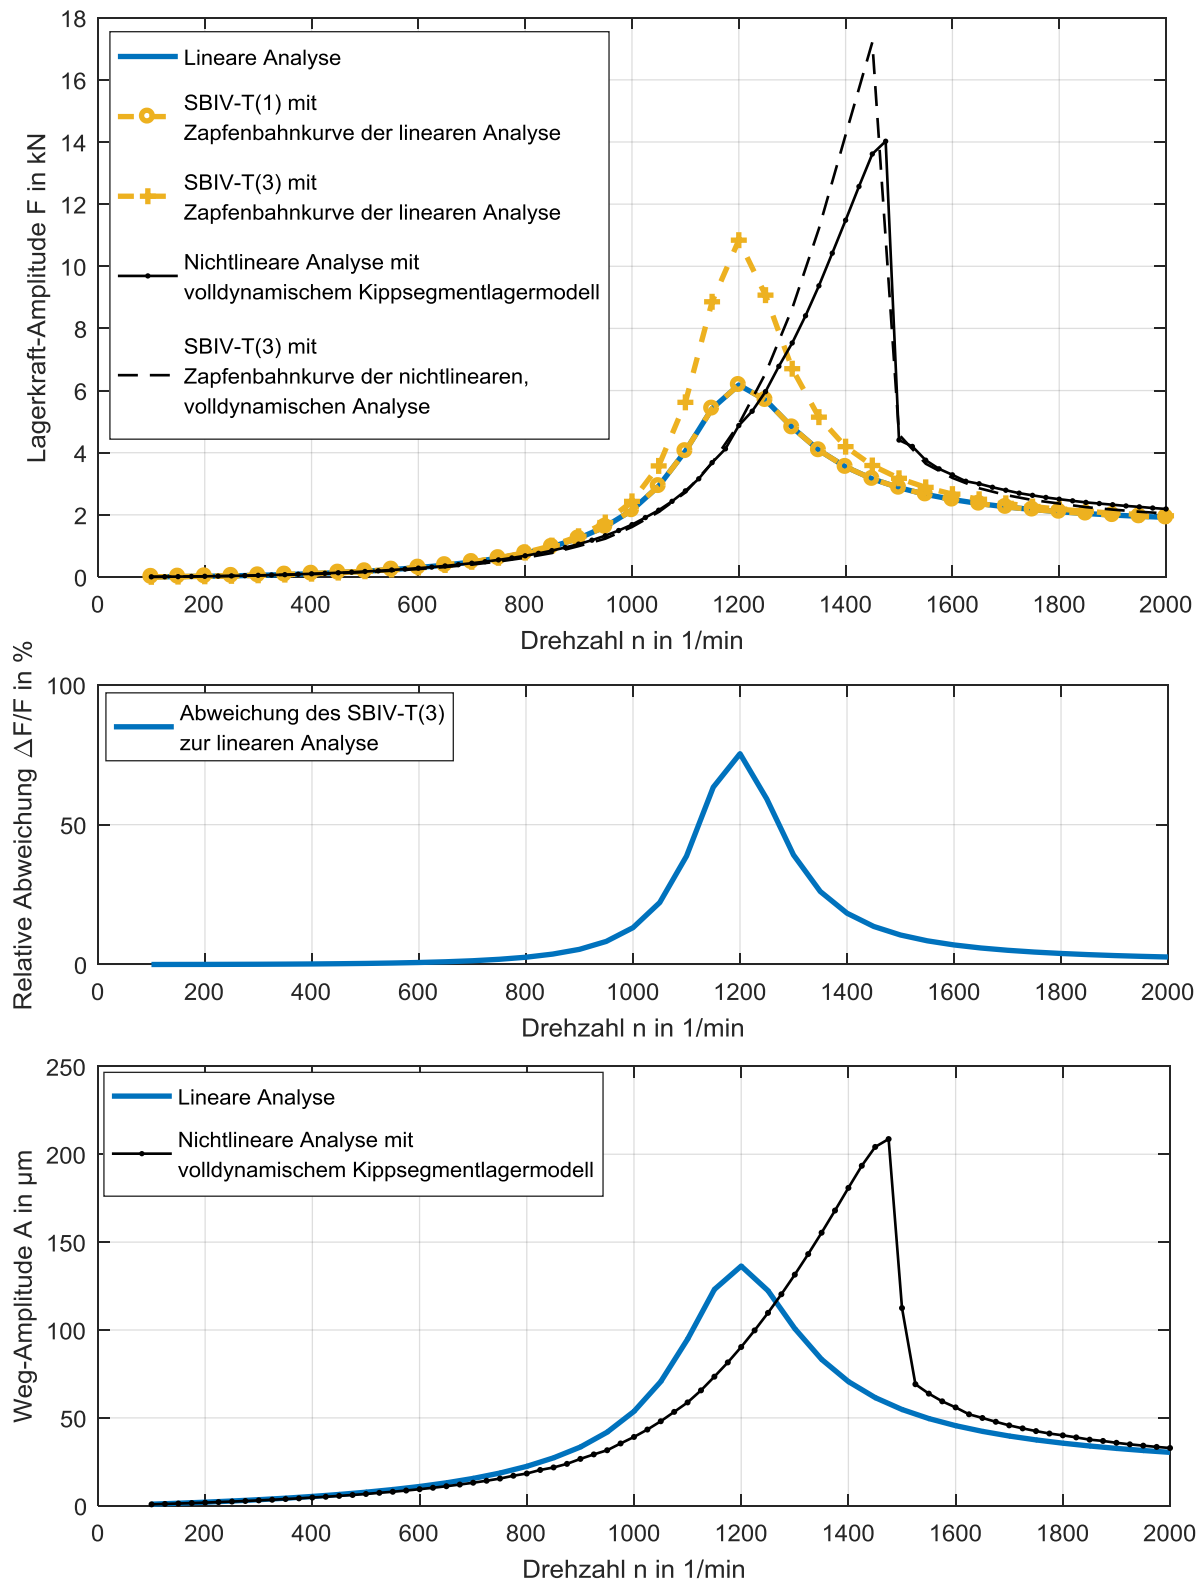 18
16
14
12
10
8
6
4
2
0
Lagerkraft-Amplitude F in kN
Lineare Analyse
SBIV-T(1) mit
Zapfenbahnkurve der linearen Analyse
SBIV-T(3) mit
Zapfenbahnkurve der linearen Analyse
Nichtlineare Analyse mit
volldynamischem Kippsegmentlagermodell
SBIV-T(3) mit
Zapfenbahnkurve der nichtlinearen,
volldynamischen Analyse
0 200 400 600 800 1000 1200 1400 1600 1800 2000
Drehzahl n in 1/min
100
50
0
Relative Abweichung ΔF/F in %
Abweichung des SBIV-T(3)
zur linearen Analyse
0 200 400 600 800 1000 1200 1400 1600 1800 2000
Drehzahl n in 1/min
250
200
150
100
50
0
Weg-Amplitude A in µm
Lineare Analyse
Nichtlineare Analyse mit
volldynamischem Kippsegmentlagermodell
0 200 400 600 800 1000 1200 1400 1600 1800 2000
Drehzahl n in 1/min